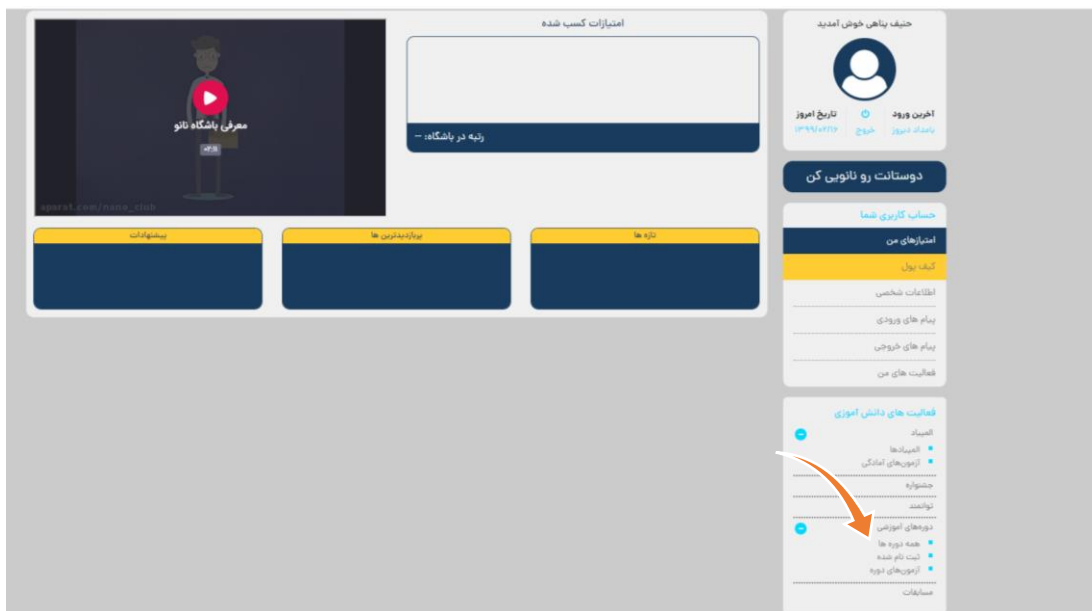 حنیف پناهی خوش آمدید
آخرین ورود
بامداد دیروز
خروج
تاریخ امروز
۱۳۹۹/۰۲/۱۶
دوستانت رو نانویی کن
حساب کاربری شما
امتیازهای من
کیف پول
اطلاعات شخصی
پیام های ورودی
پیام های خروجی
فعالیت های من
فعالیت های دانش آموزی
المپیاد
المپیادها
آزمون‌های آمادگی
جشنواره
توانمند
دوره‌های آموزشی
همه دوره ها
ثبت نام شده
آزمون‌های دوره
مسابقات
امتیازات کسب شده
رتبه در باشگاه: –
معرفی باشگاه نانو
aparat.com/nano_club
تازه ها
پربازدیدترین ها
پیشنهادات